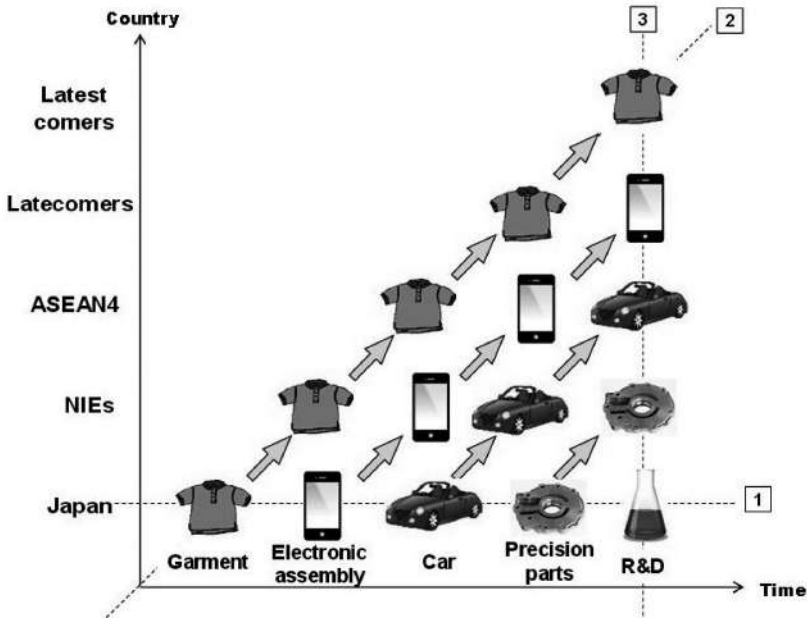 Country
3
2
Latest
comers
Latecomers
ASEAN4
NIEs
Japan
1
Garment
Electronic
assembly
Car
Precision
parts
R&D
Time